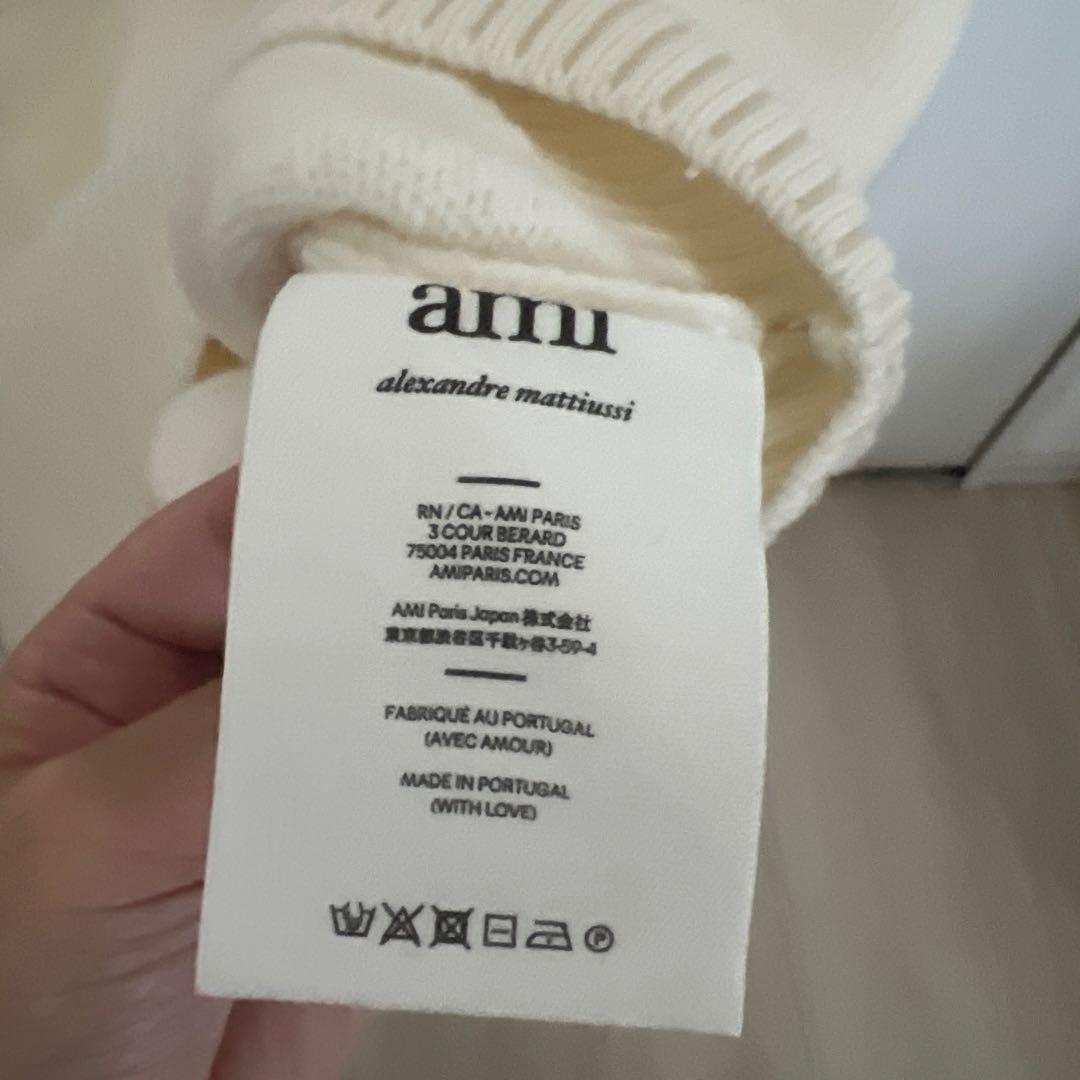 ami
alexandre mattiussi
RN / CA - AMI PARIS
3 COUR BERARD
75004 PARIS FRANCE
AMIPARIS.COM
AMI Paris Japan 株式会社
東京都渋谷区千駄ヶ谷3-59-4
FABRIQUÉ AU PORTUGAL
(AVEC AMOUR)
MADE IN PORTUGAL
(WITH LOVE)
P